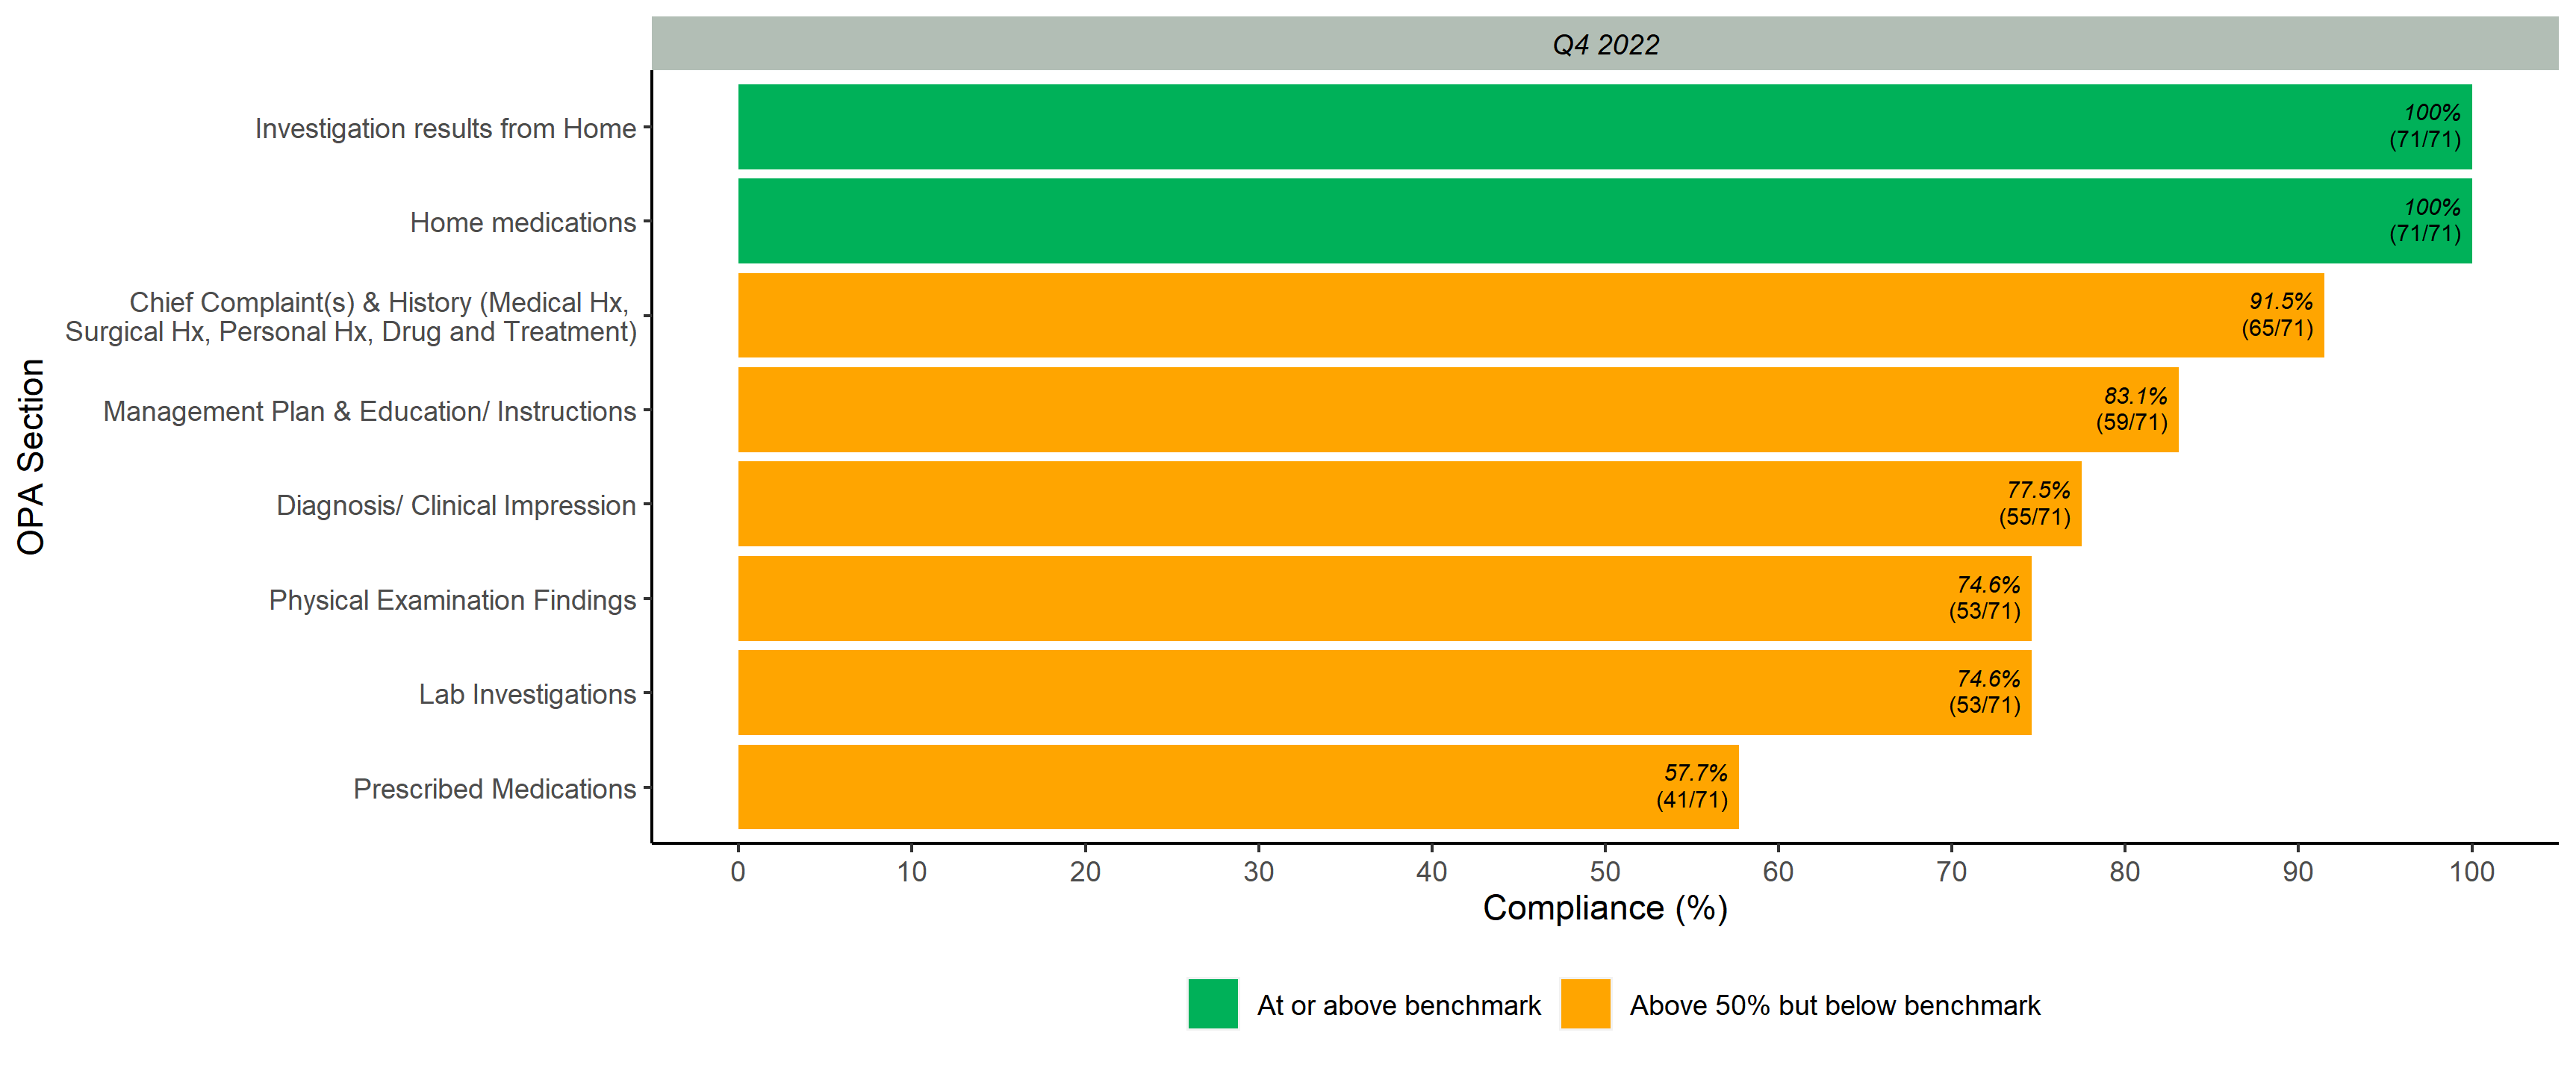 Q4 2022
Investigation results from Home
100%
(71/71)
Home medications
100%
(71/71)
Chief Complaint(s) & History (Medical Hx,
Surgical Hx, Personal Hx, Drug and Treatment)
91.5%
(65/71)
Management Plan & Education/ Instructions
83.1%
(59/71)
Diagnosis/ Clinical Impression
77.5%
(55/71)
Physical Examination Findings
74.6%
(53/71)
Lab Investigations
74.6%
(53/71)
Prescribed Medications
57.7%
(41/71)
OPA Section
0 10 20 30 40 50 60 70 80 90 100
Compliance (%)
At or above benchmark Above 50% but below benchmark